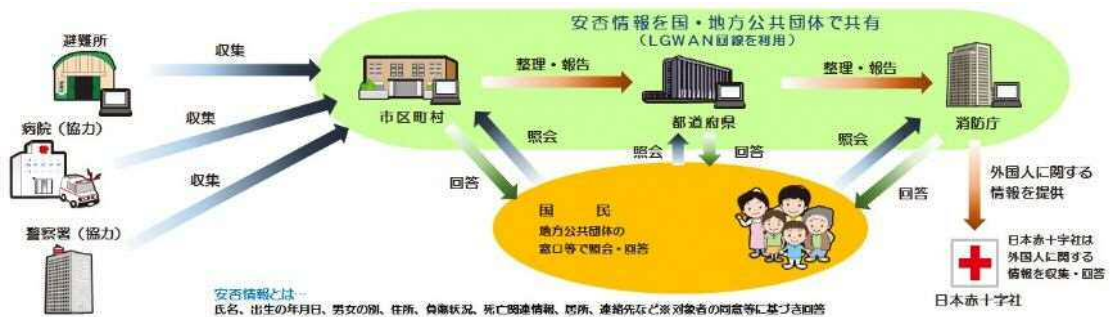 安否情報を国・地方公共団体で共有
（LGWAN回線を利用）
避難所
収集
病院（協力）
収集
警察署（協力）
収集
市区町村
整理・報告
都道府県
整理・報告
消防庁
照会
回答
照会
回答
照会
回答
国　民
地方公共団体の
窓口等で照会・回答
外国人に関する
情報を提供
日本赤十字社
日本赤十字社は
外国人に関する
情報を収集・回答
安否情報とは…
氏名、出生の年月日、男女の別、住所、負傷状況、死亡関連情報、居所、連絡先など※対象者の同意等に基づき回答